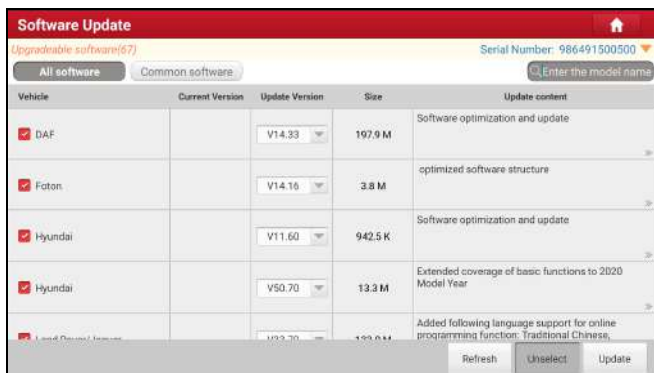 Software Update
Upgradeable software(67)
Serial Number: 986491500500
All software
Common software
Enter the model name
Vehicle Current Version Update Version Size Update content
DAF V14.33 197.9 M Software optimization and update
Foton V14.16 3.8 M optimized software structure
Hyundai V11.60 942.5 K Software optimization and update
Hyundai V50.70 13.3 M Extended coverage of basic functions to 2020
Model Year
Added following language support for online
programming function: Traditional Chinese,
Refresh Unselect Update